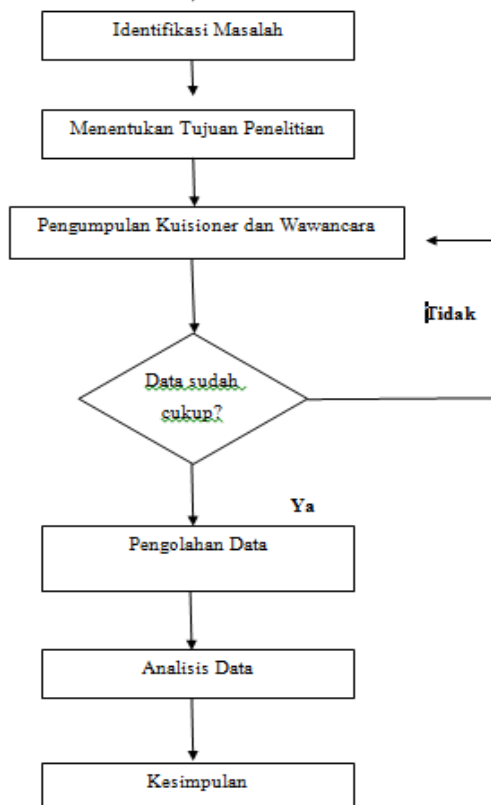 Identifikasi Masalah
Menentukan Tujuan Penelitian
Pengumpulan Kuisioner dan Wawancara
Tidak
Data sudah
cukup?
Ya
Pengolahan Data
Analisis Data
Kesimpulan